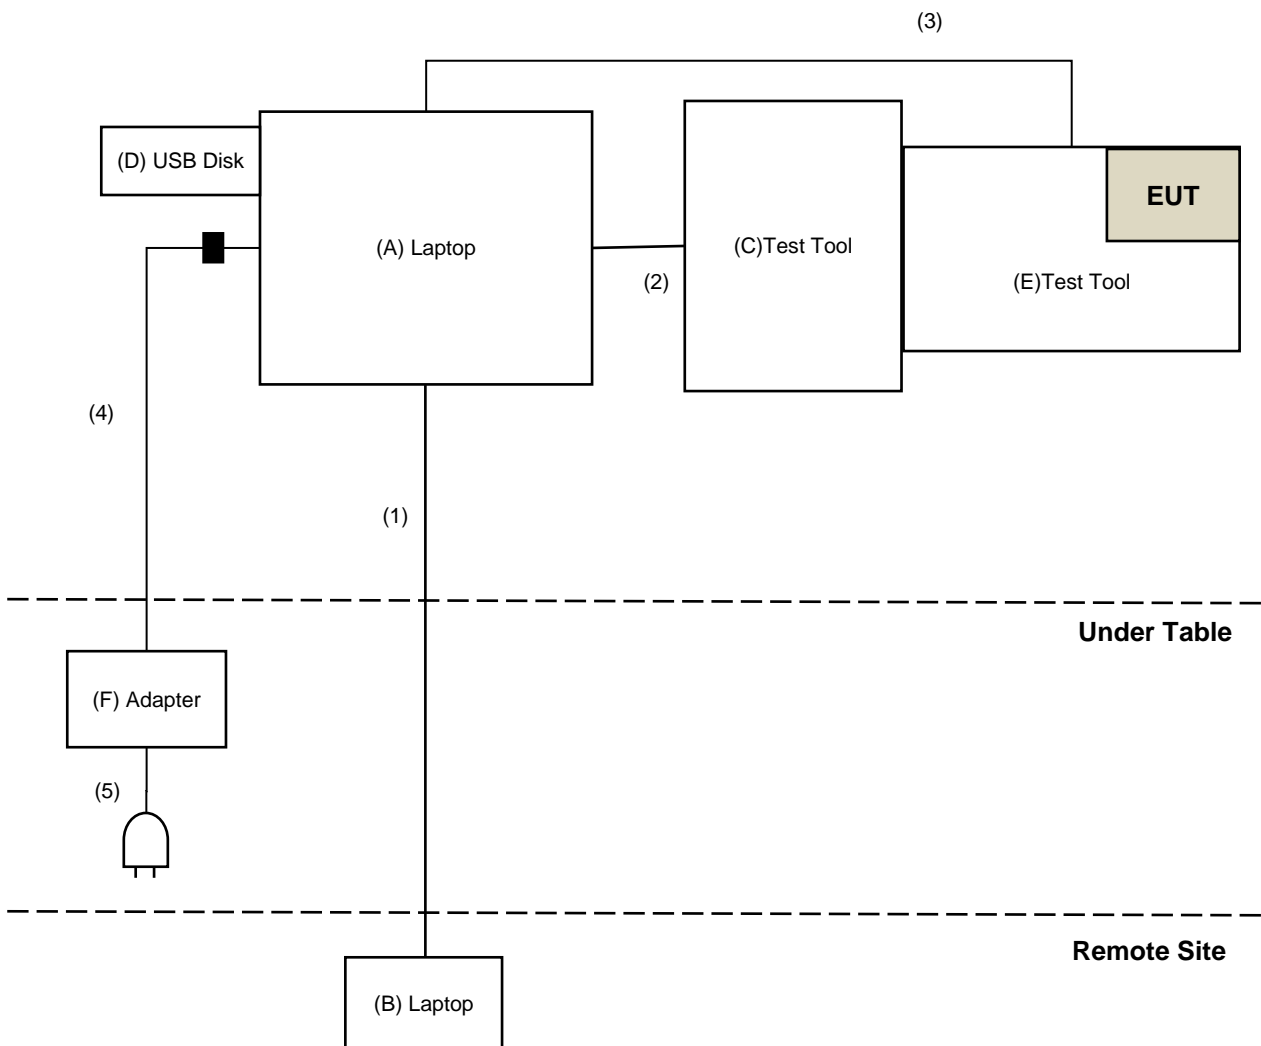 (3)
(D) USB Disk
EUT
(A) Laptop
(C)Test Tool
(2)
(E)Test Tool
(4)
(1)
Under Table
(F) Adapter
(5)
Remote Site
(B) Laptop